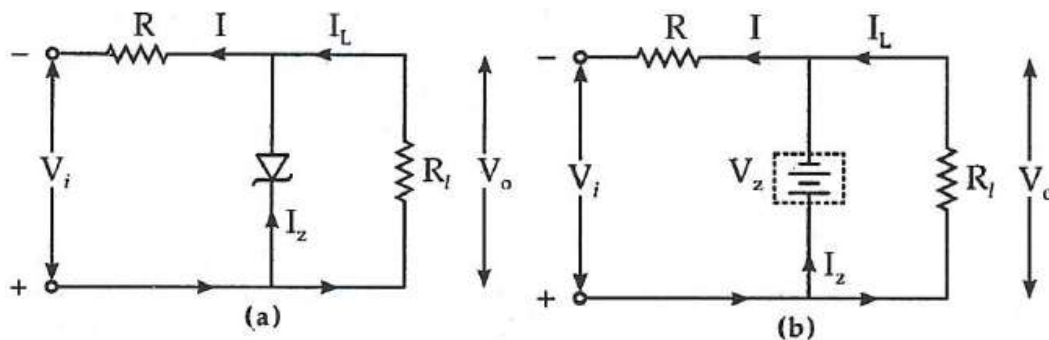 R I I_L
−
V_i
R_l
V_o
I_z
+
(a)
R I I_L
−
V_i
V_z
R_l
V_o
I_z
+
(b)